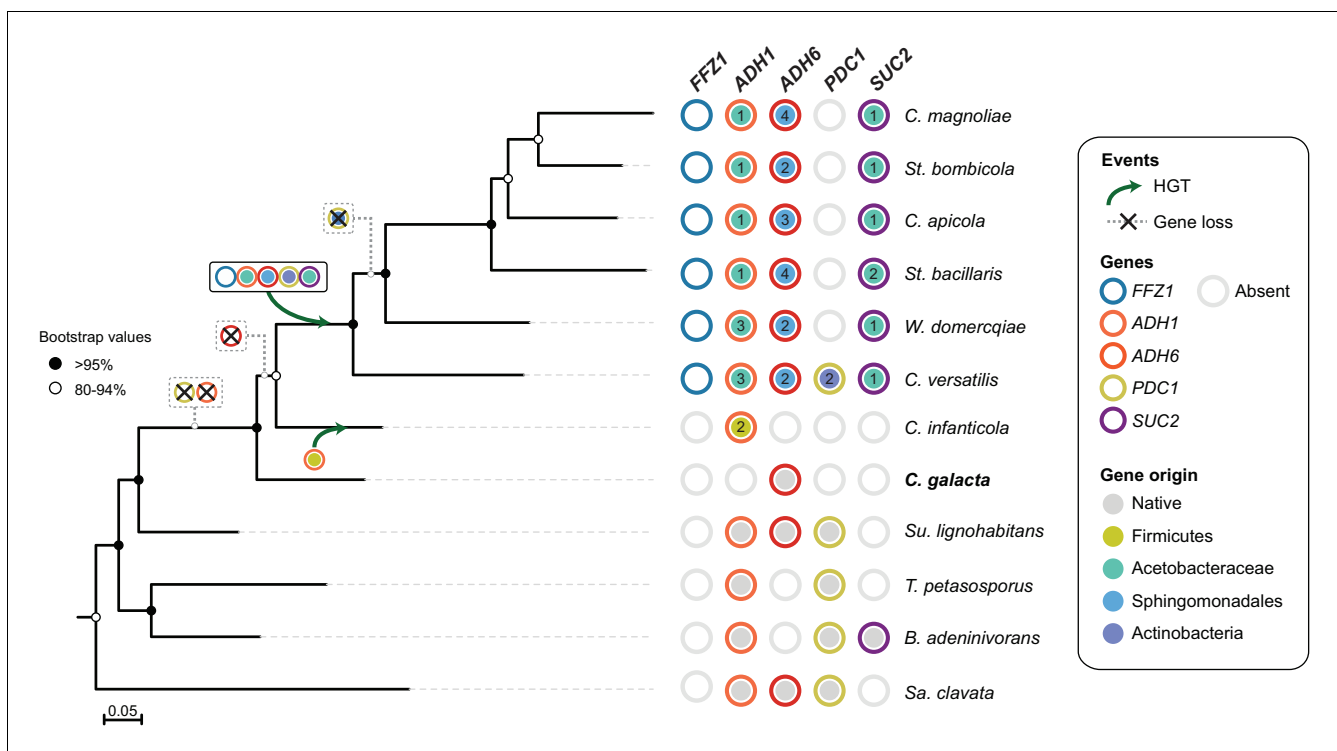 FFZ1 ADH1 ADH6 PDC1 SUC2
1 4 1 C. magnoliae
1 2 1 St. bombicola
1 3 1 C. apicola
1 4 2 St. bacillaris
3 2 1 W. domercqiae
3 2 2 1 C. versatilis
2 C. infanticola
C. galacta
Su. lignohabitans
T. petasosporus
B. adeninivorans
Sa. clavata
Bootstrap values
>95%
80-94%
0.05
Events
HGT
Gene loss
Genes
FFZ1 Absent
ADH1
ADH6
PDC1
SUC2
Gene origin
Native
Firmicutes
Acetobacteraceae
Sphingomonadales
Actinobacteria